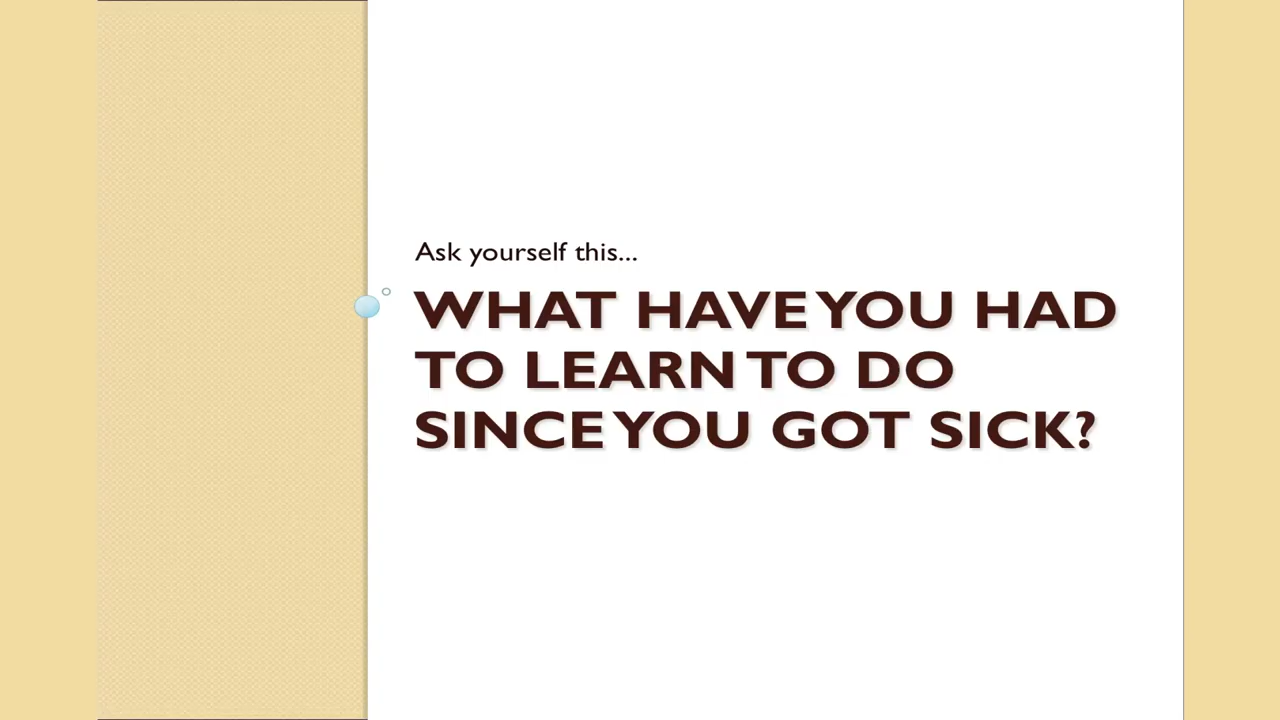 Ask yourself this...
WHAT HAVE YOU HAD
TO LEARN TO DO
SINCE YOU GOT SICK?